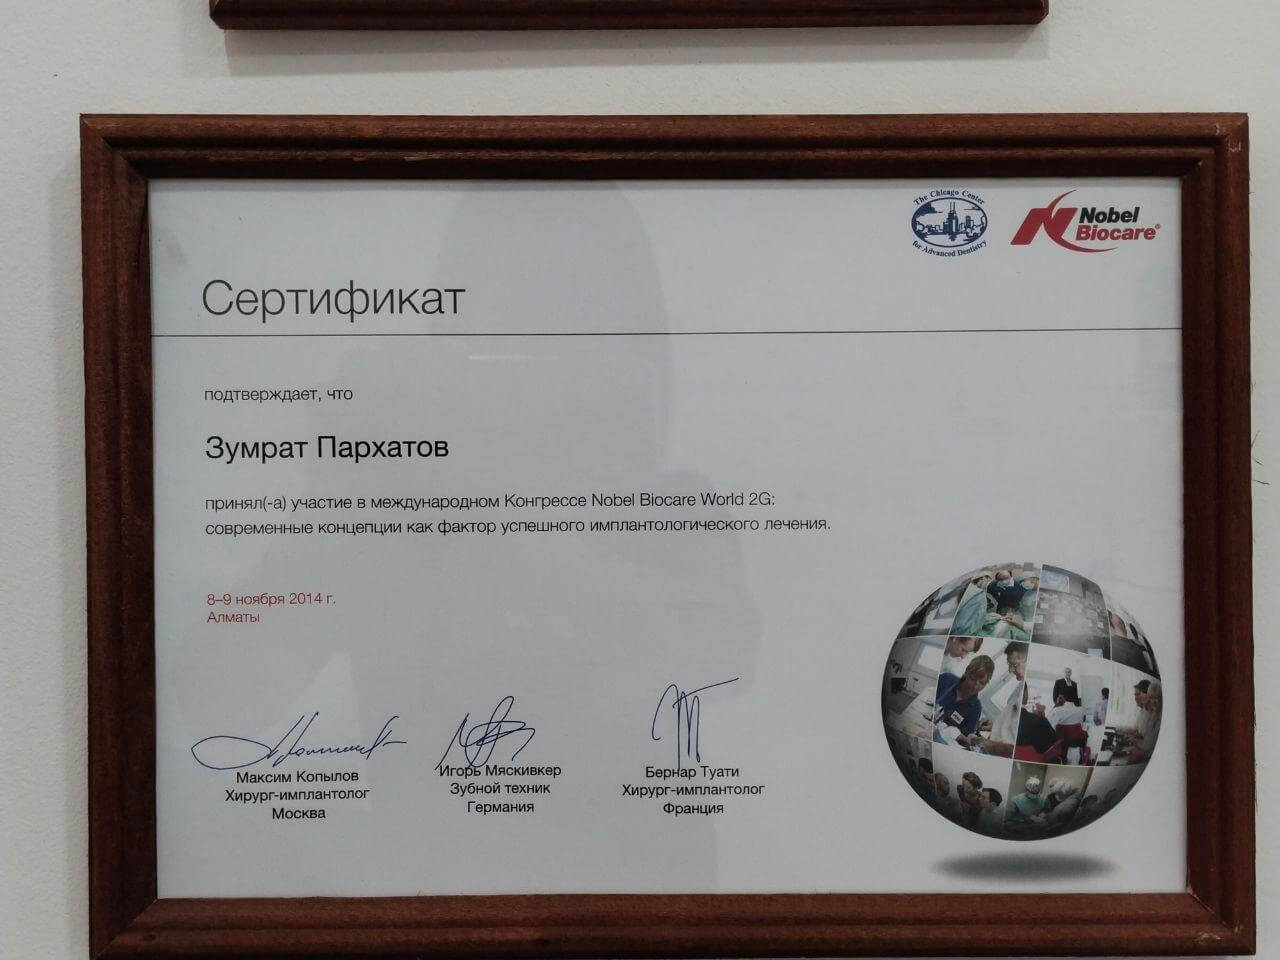 The Chicago Center
for Advanced Dentistry
Nobel
Biocare®
Сертификат
подтверждает, что
Зумрат Пархатов
принял(-а) участие в международном Конгрессе Nobel Biocare World 2G:
современные концепции как фактор успешного имплантологического лечения.
8–9 ноября 2014 г.
Алматы
Максим Копылов
Хирург-имплантолог
Москва
Игорь Мяскивкер
Зубной техник
Германия
Бернар Туати
Хирург-имплантолог
Франция